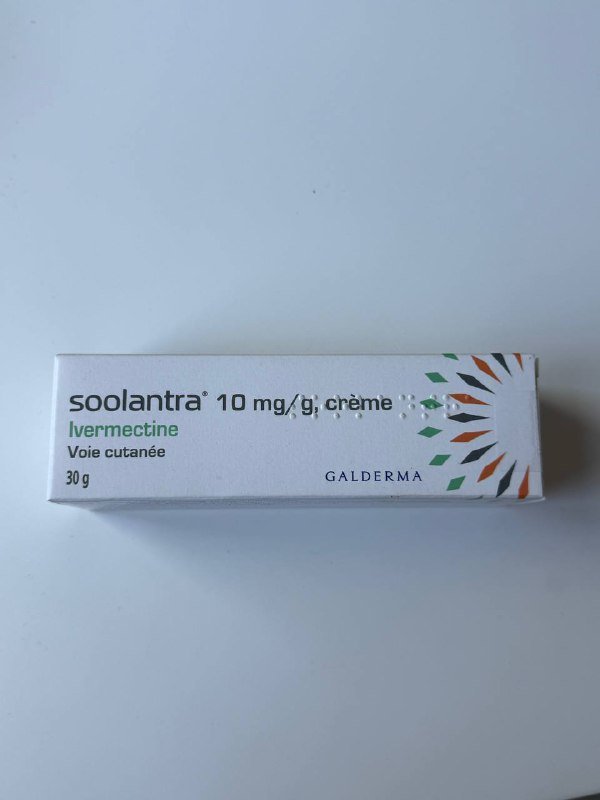 soolantra® 10 mg/g, crème
Ivermectine
Voie cutanée
30 g
GALDERMA